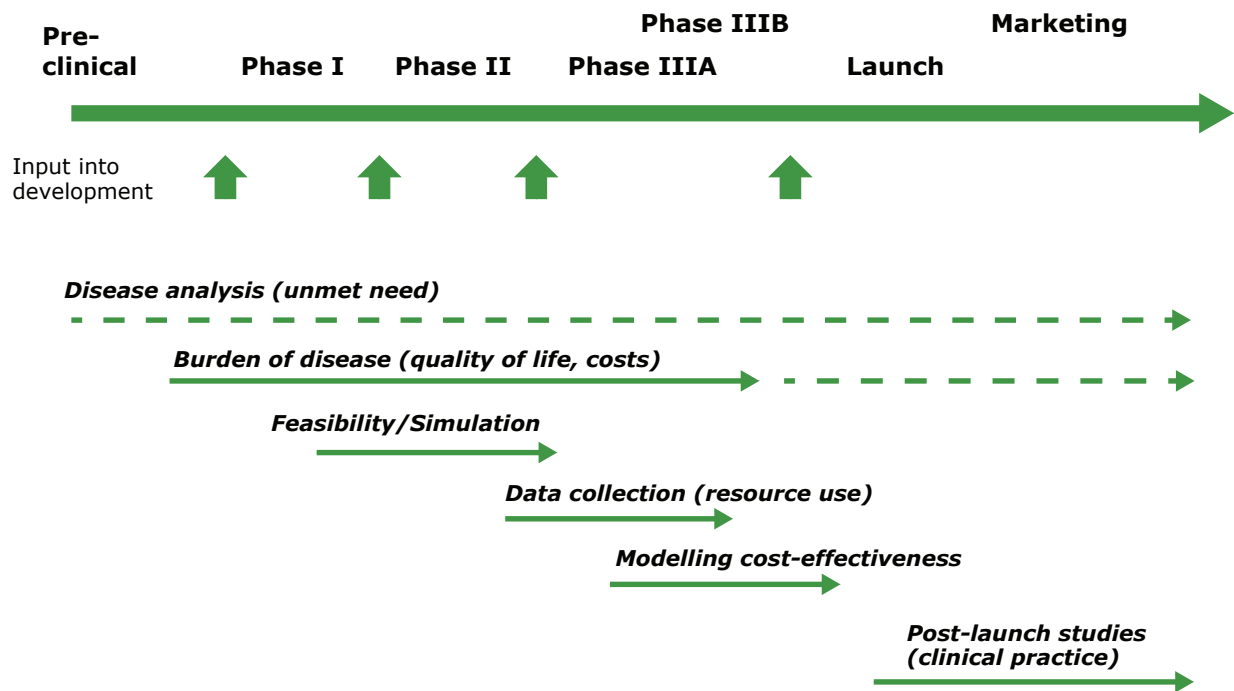 Phase IIIB
Marketing
Pre-
clinical
Phase I
Phase II
Phase IIIA
Launch
Input into
development
Disease analysis (unmet need)
Burden of disease (quality of life, costs)
Feasibility/Simulation
Data collection (resource use)
Modelling cost-effectiveness
Post-launch studies
(clinical practice)